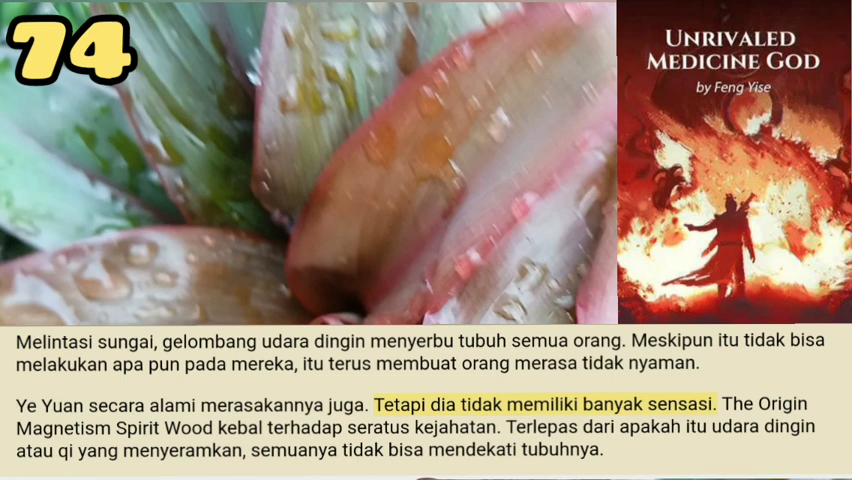 74
UNRIVALED
MEDICINE GOD
by Feng Yise
Melintasi sungai, gelombang udara dingin menyerbu tubuh semua orang. Meskipun itu tidak bisa
melakukan apa pun pada mereka, itu terus membuat orang merasa tidak nyaman.
Ye Yuan secara alami merasakannya juga. Tetapi dia tidak memiliki banyak sensasi. The Origin
Magnetism Spirit Wood kebal terhadap seratus kejahatan. Terlepas dari apakah itu udara dingin
atau qi yang menyeramkan, semuanya tidak bisa mendekati tubuhnya.